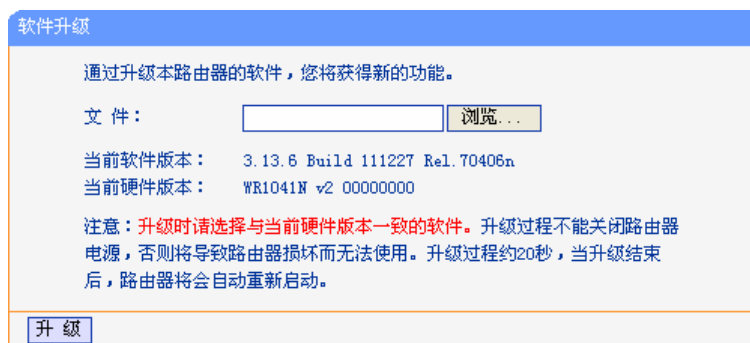 软件升级
通过升级本路由器的软件，您将获得新的功能。
文 件：
浏览...
当前软件版本： 3.13.6 Build 111227 Rel.70406n
当前硬件版本： WR1041N v2 00000000
注意：升级时请选择与当前硬件版本一致的软件。升级过程不能关闭路由器
电源，否则将导致路由器损坏而无法使用。升级过程约20秒，当升级结束
后，路由器将会自动重新启动。
升 级